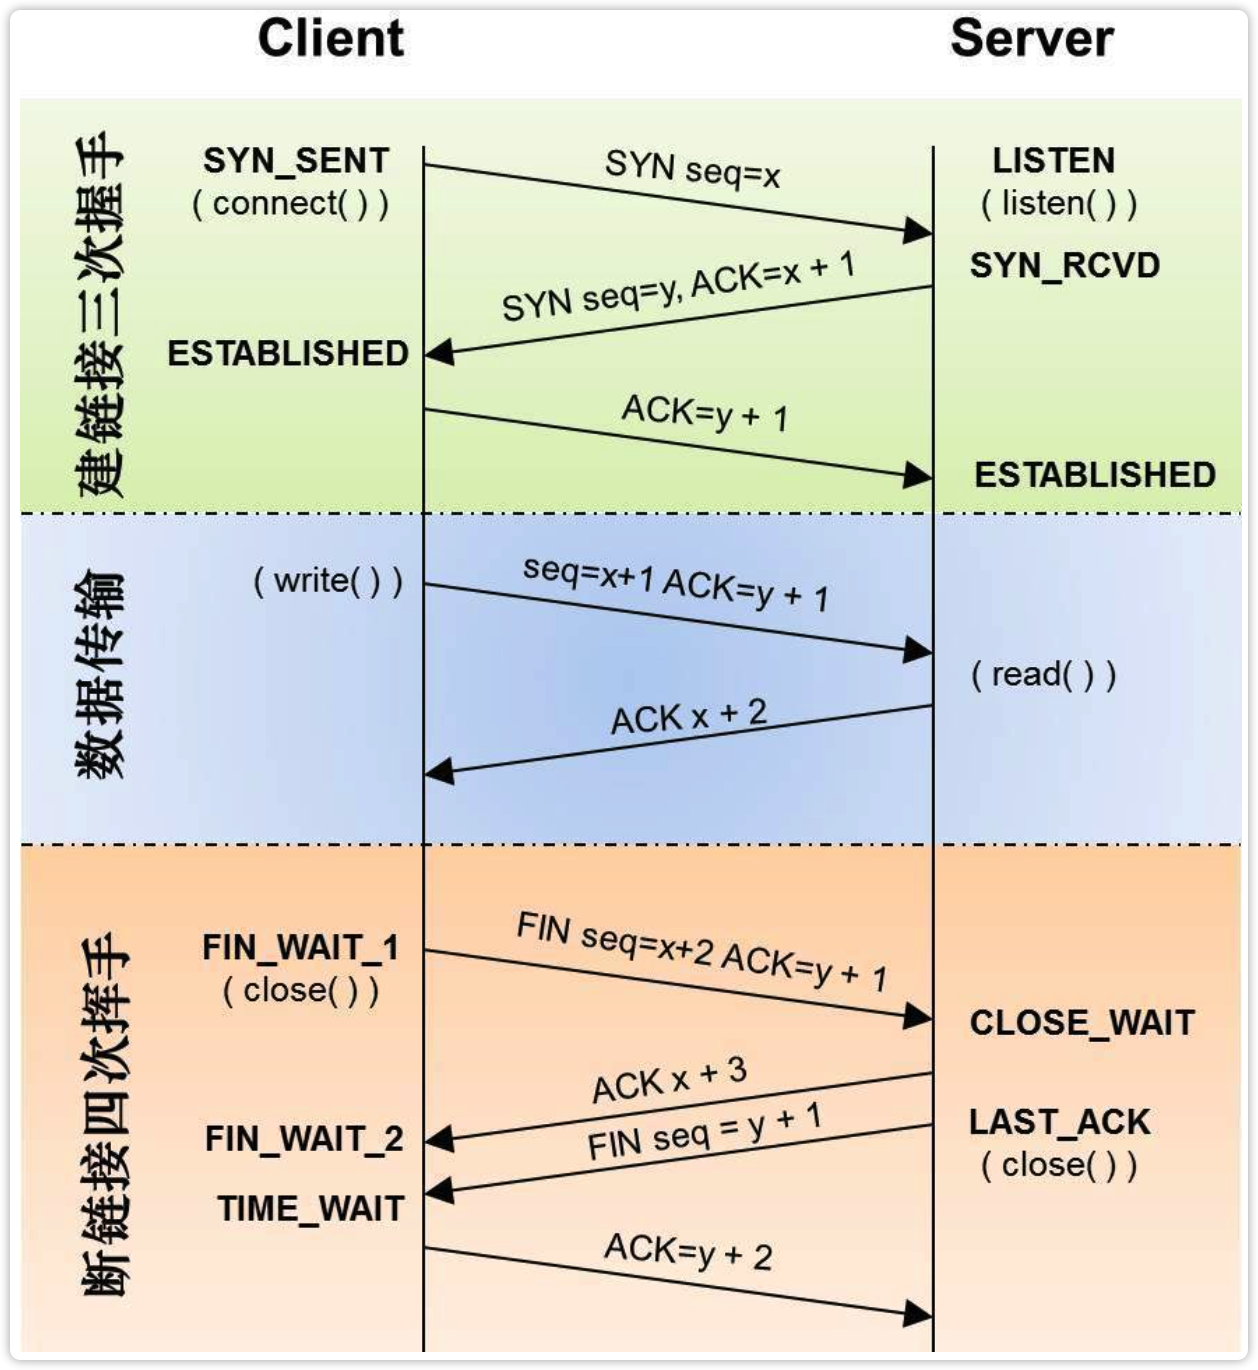 Client
Server
建链接三次握手
SYN_SENT
( connect( ) )
SYN seq=x
LISTEN
( listen( ) )
SYN_RCVD
SYN seq=y, ACK=x + 1
ESTABLISHED
ACK=y + 1
ESTABLISHED
数据传输
( write( ) )
seq=x+1 ACK=y + 1
( read( ) )
ACK x + 2
断链接四次挥手
FIN_WAIT_1
( close( ) )
FIN seq=x+2 ACK=y + 1
CLOSE_WAIT
ACK x + 3
FIN_WAIT_2
FIN seq = y + 1
LAST_ACK
( close( ) )
TIME_WAIT
ACK=y + 2